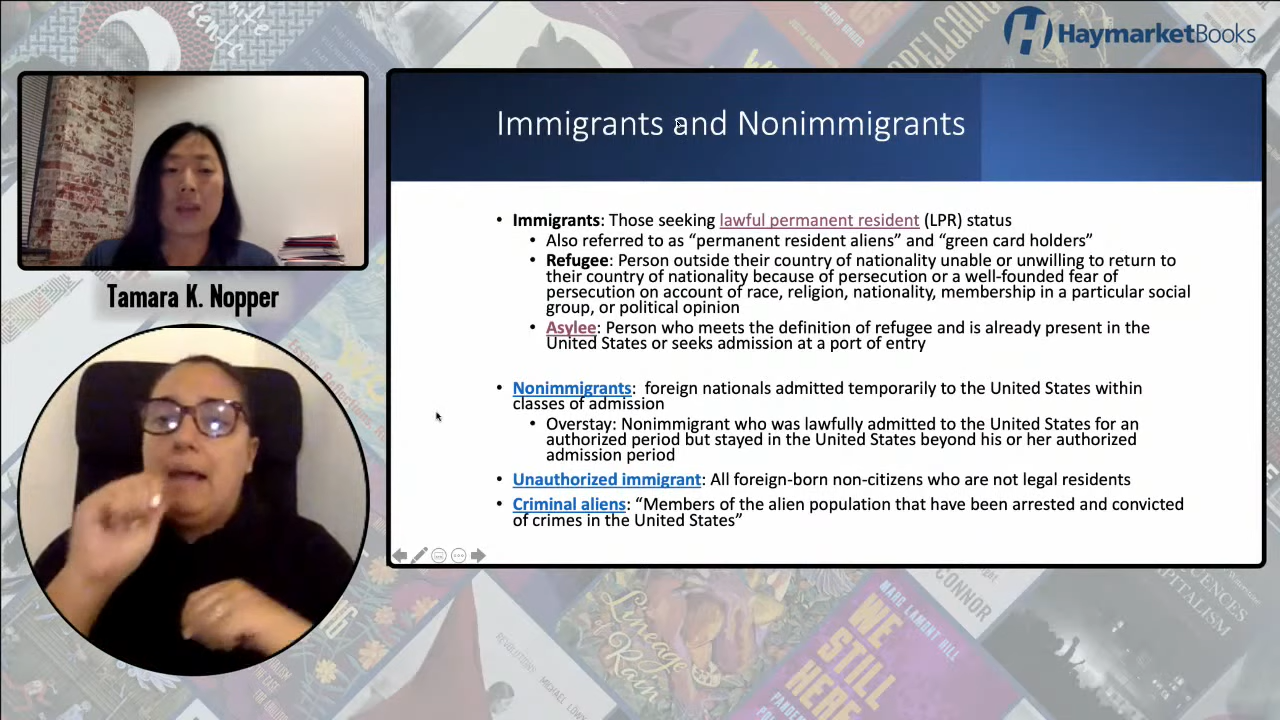 HaymarketBooks
Immigrants and Nonimmigrants
• Immigrants: Those seeking lawful permanent resident (LPR) status
• Also referred to as “permanent resident aliens” and “green card holders”
• Refugee: Person outside their country of nationality unable or unwilling to return to
their country of nationality because of persecution or a well-founded fear of
persecution on account of race, religion, nationality, membership in a particular social
group, or political opinion
• Asylee: Person who meets the definition of refugee and is already present in the
United States or seeks admission at a port of entry
• Nonimmigrants: foreign nationals admitted temporarily to the United States within
classes of admission
• Overstay: Nonimmigrant who was lawfully admitted to the United States for an
authorized period but stayed in the United States beyond his or her authorized
admission period
• Unauthorized immigrant: All foreign-born non-citizens who are not legal residents
• Criminal aliens: “Members of the alien population that have been arrested and convicted
of crimes in the United States”
Tamara K. Nopper
Lineage
of Rain
MARC LAMONT HILL
WE
STILL
HERE
CONNOR